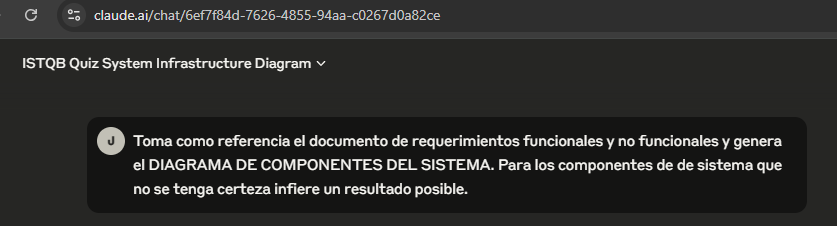 claude.ai/chat/6ef7f84d-7626-4855-94aa-c0267d0a82ce
ISTQB Quiz System Infrastructure Diagram
J
Toma como referencia el documento de requerimientos funcionales y no funcionales y genera
el DIAGRAMA DE COMPONENTES DEL SISTEMA. Para los componentes de de sistema que
no se tenga certeza infiere un resultado posible.